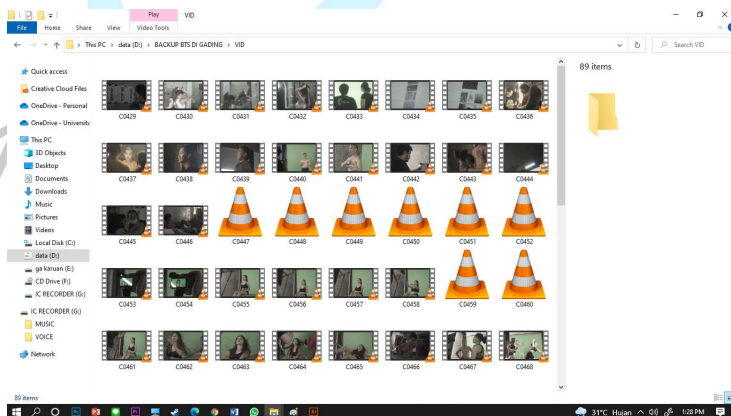 Play VID
File Home Share View Video Tools
This PC > data (D:) > BACKUP BTS DI GADING > VID
Search VID
Quick access
Creative Cloud Files
OneDrive - Personal
OneDrive - Universita
This PC
3D Objects
Desktop
Documents
Downloads
Music
Pictures
Videos
Local Disk (C:)
data (D:)
ga karuan (E:)
CD Drive (F:)
IC RECORDER (G:)
IC RECORDER (G:)
MUSIC
VOICE
Network
C0429 C0430 C0431 C0432 C0433 C0434 C0435 C0436
C0437 C0438 C0439 C0440 C0441 C0442 C0443 C0444
C0445 C0446 C0447 C0448 C0449 C0450 C0451 C0452
C0453 C0454 C0455 C0456 C0457 C0458 C0459 C0460
C0461 C0462 C0463 C0464 C0465 C0466 C0467 C0468
89 items
89 items
31°C Hujan 1:28 PM